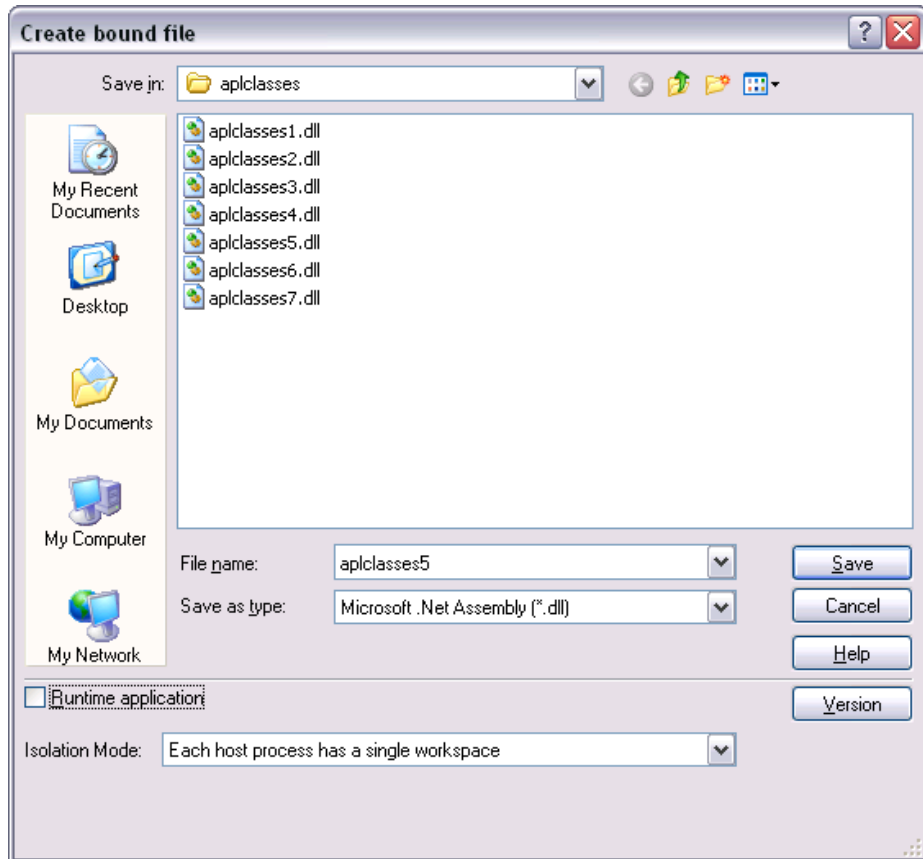 Create bound file
Save in: aplclasses
aplclasses1.dll
aplclasses2.dll
aplclasses3.dll
aplclasses4.dll
aplclasses5.dll
aplclasses6.dll
aplclasses7.dll
My Recent
Documents
Desktop
My Documents
My Computer
My Network
File name: aplclasses5 Save
Save as type: Microsoft .Net Assembly (*.dll) Cancel
Help
Runtime application Version
Isolation Mode: Each host process has a single workspace